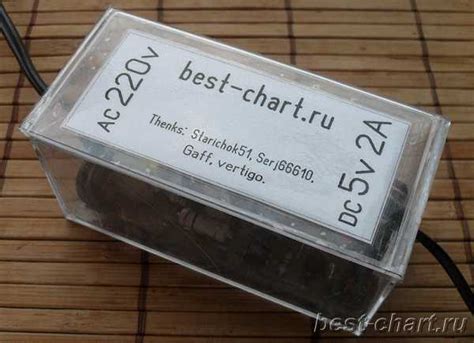 AC 220V
best-chart.ru
Thenks: Starichok51, Serj66610,
Gaff, vertigo.
DC 5V 2A
best-chart.ru